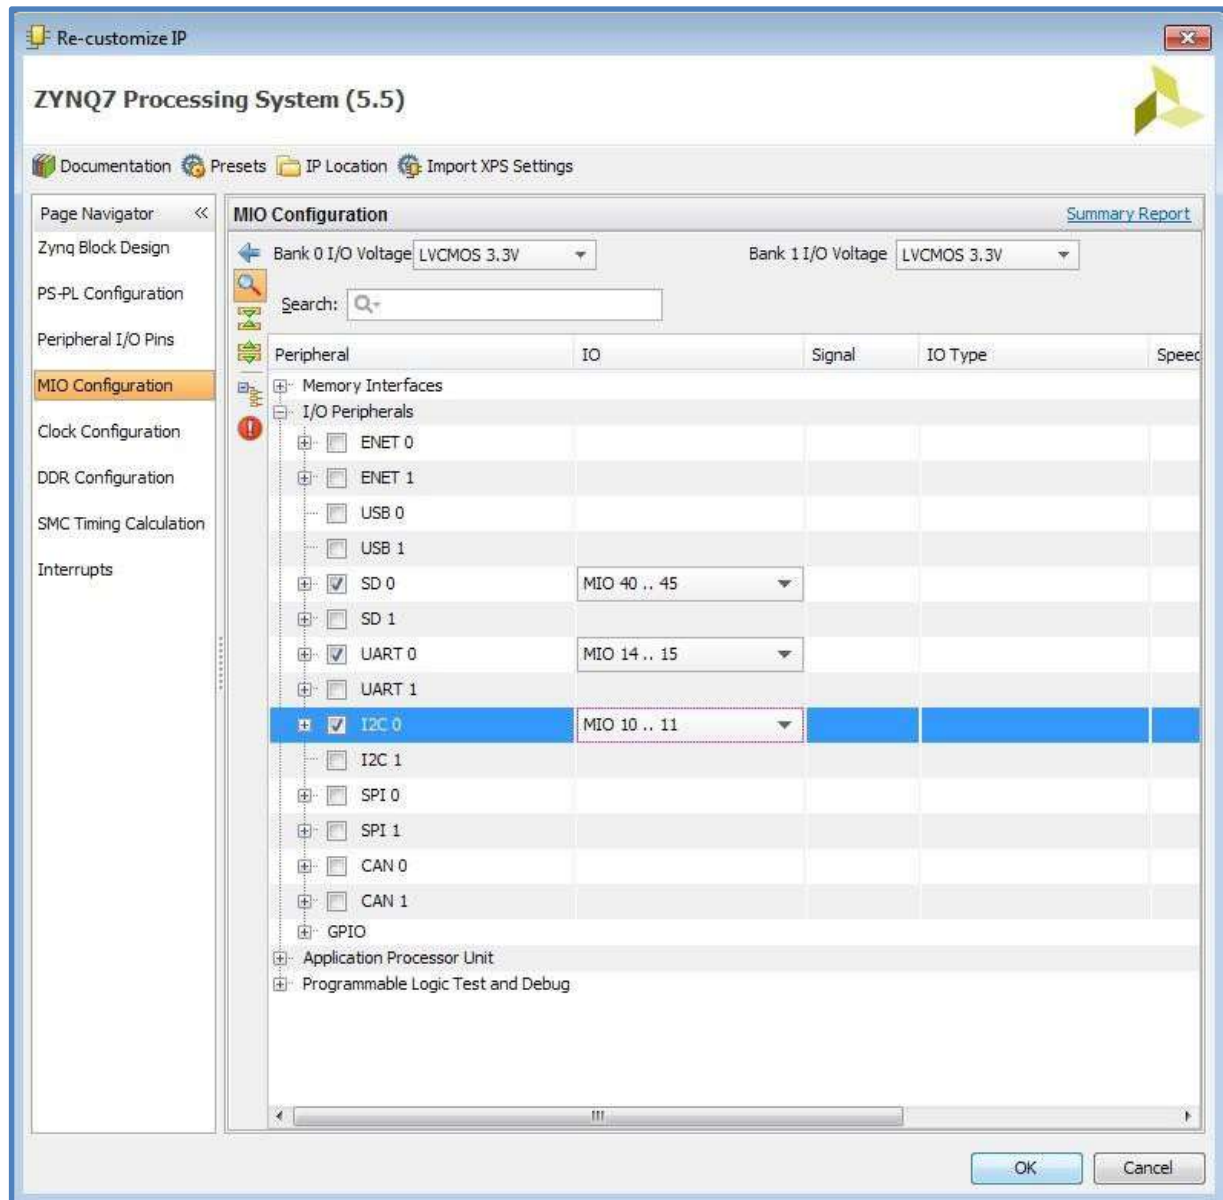 Re-customize IP
ZYNQ7 Processing System (5.5)
Documentation Presets IP Location Import XPS Settings
Page Navigator «
Zynq Block Design
PS-PL Configuration
Peripheral I/O Pins
MIO Configuration
Clock Configuration
DDR Configuration
SMC Timing Calculation
Interrupts
MIO Configuration Summary Report
Bank 0 I/O Voltage LVCMOS 3.3V Bank 1 I/O Voltage LVCMOS 3.3V
Search:
Peripheral IO Signal IO Type Speed
Memory Interfaces
I/O Peripherals
ENET 0
ENET 1
USB 0
USB 1
SD 0 MIO 40 .. 45
SD 1
UART 0 MIO 14 .. 15
UART 1
I2C 0 MIO 10 .. 11
I2C 1
SPI 0
SPI 1
CAN 0
CAN 1
GPIO
Application Processor Unit
Programmable Logic Test and Debug
OK Cancel